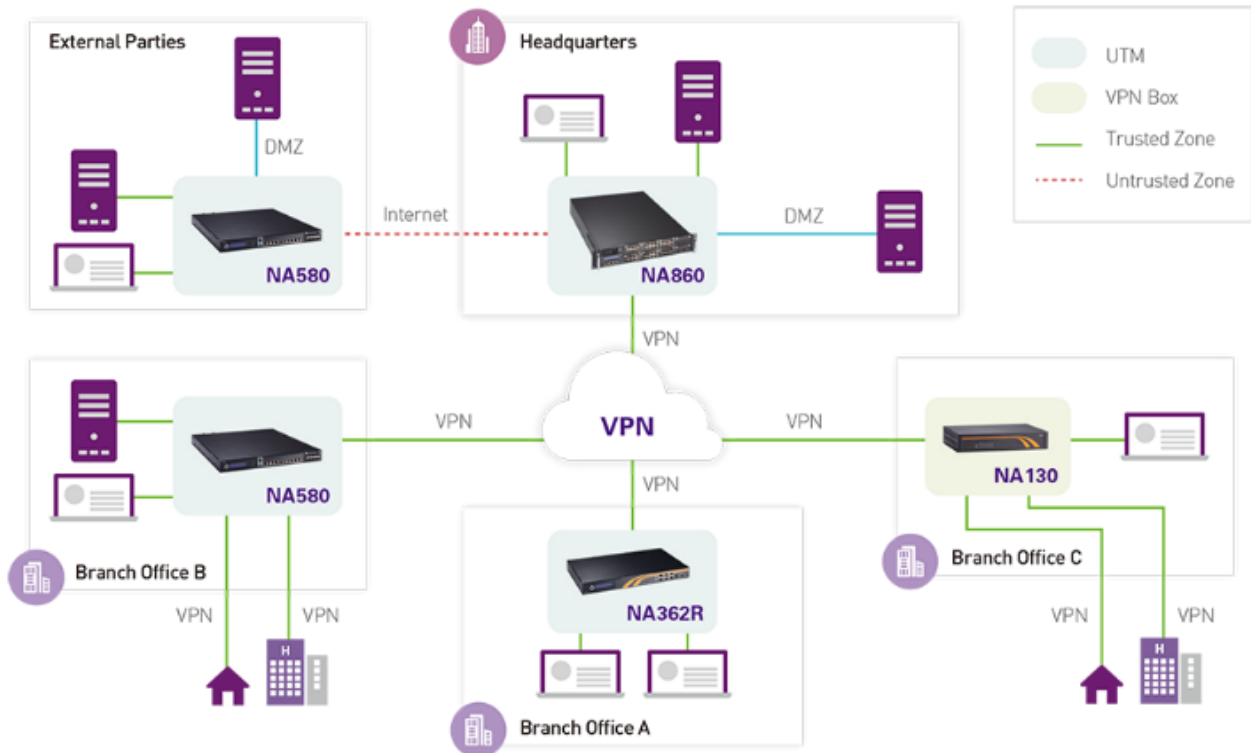 External Parties
DMZ
NA580
Internet
Headquarters
DMZ
NA860
VPN
UTM
VPN Box
Trusted Zone
Untrusted Zone
VPN
VPN
VPN
VPN
NA580
Branch Office B
VPN
VPN
H
NA362R
Branch Office A
NA130
Branch Office C
VPN
VPN
H